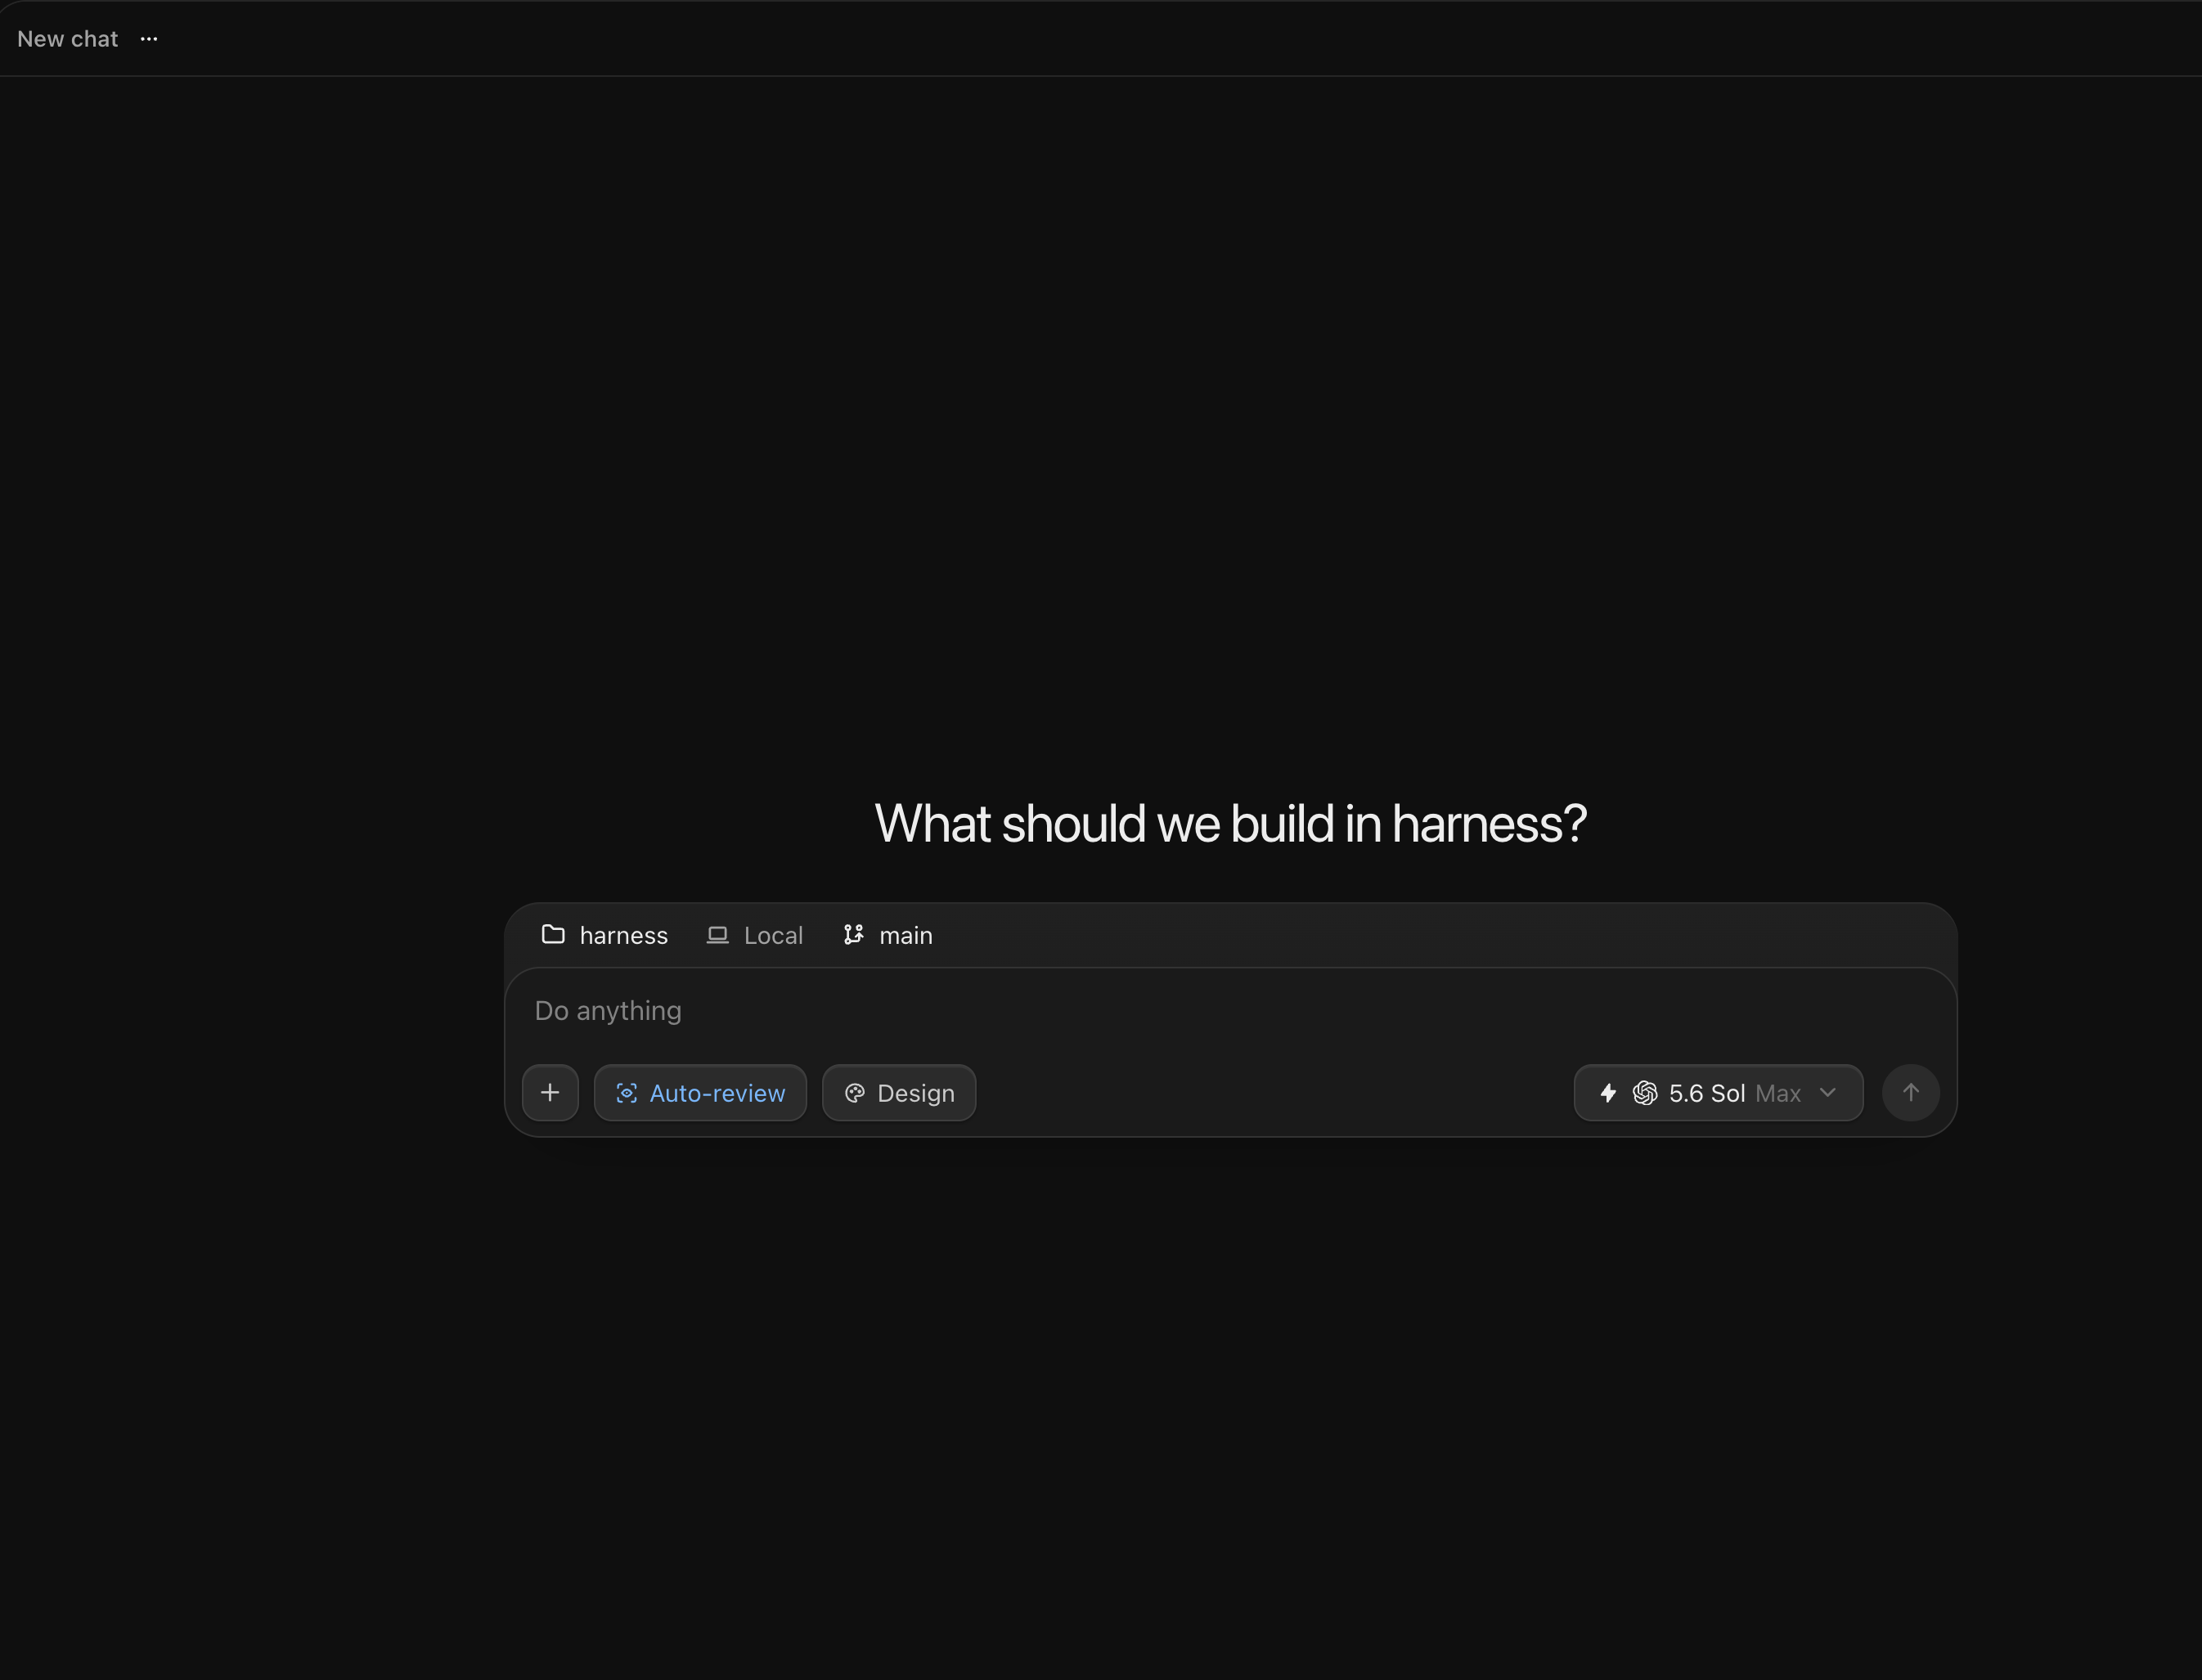 New chat
What should we build in harness?
harness Local main
Do anything
Auto-review Design 5.6 Sol Max